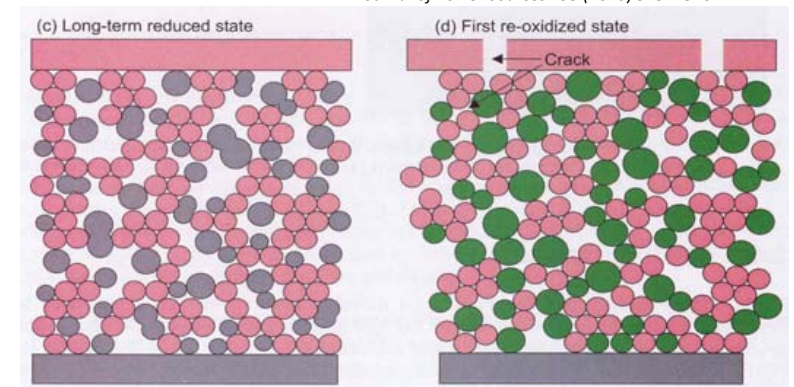 (c) Long-term reduced state
(d) First re-oxidized state
Crack